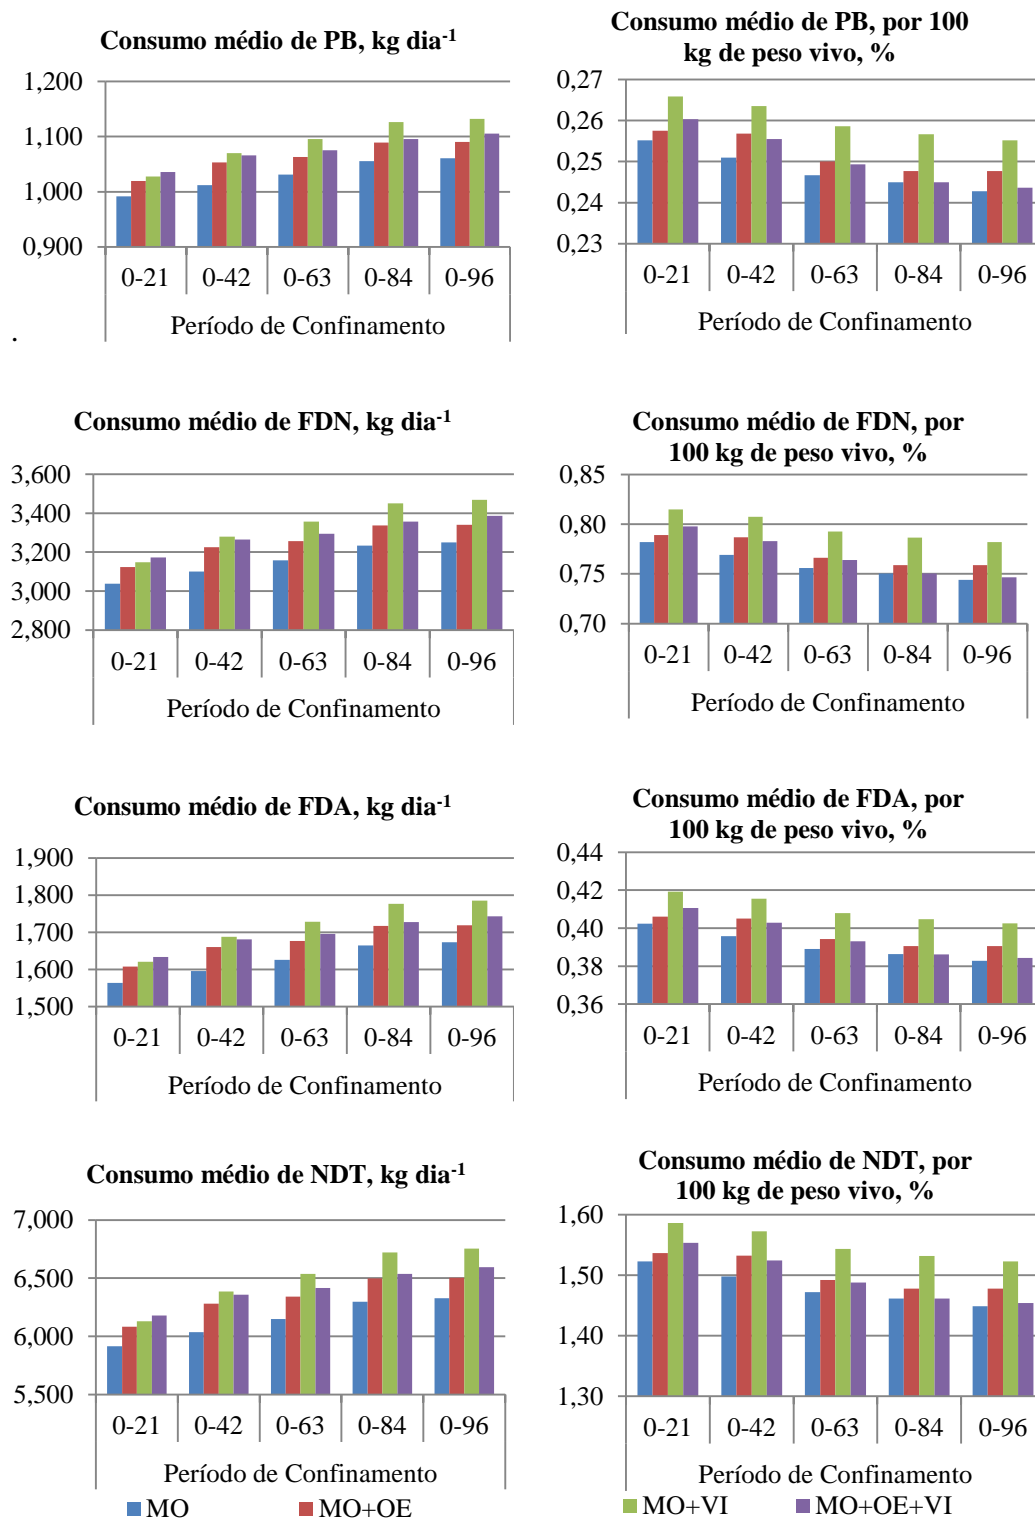 Consumo médio de PB, kg dia-1
1,200
1,100
1,000
0,900
0-21 0-42 0-63 0-84 0-96
Período de Confinamento
.
Consumo médio de PB, por 100
kg de peso vivo, %
0,27
0,26
0,25
0,24
0,23
0-21 0-42 0-63 0-84 0-96
Período de Confinamento
Consumo médio de FDN, kg dia-1
3,600
3,400
3,200
3,000
2,800
0-21 0-42 0-63 0-84 0-96
Período de Confinamento
Consumo médio de FDN, por
100 kg de peso vivo, %
0,85
0,80
0,75
0,70
0-21 0-42 0-63 0-84 0-96
Período de Confinamento
Consumo médio de FDA, kg dia-1
1,900
1,800
1,700
1,600
1,500
0-21 0-42 0-63 0-84 0-96
Período de Confinamento
Consumo médio de FDA, por
100 kg de peso vivo, %
0,44
0,42
0,40
0,38
0,36
0-21 0-42 0-63 0-84 0-96
Período de Confinamento
Consumo médio de NDT, kg dia-1
7,000
6,500
6,000
5,500
0-21 0-42 0-63 0-84 0-96
Período de Confinamento
Consumo médio de NDT, por
100 kg de peso vivo, %
1,60
1,50
1,40
1,30
0-21 0-42 0-63 0-84 0-96
Período de Confinamento
MO MO+OE MO+VI MO+OE+VI